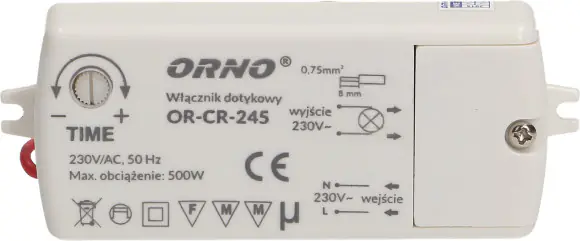 ORNO®
Włącznik dotykowy
OR-CR-245
− +
TIME
230V/AC, 50 Hz
Max. obciążenie: 500W
CE
F M M µ
0,75mm²
8 mm
wyjście
230V~
N
230V~ wejście
L